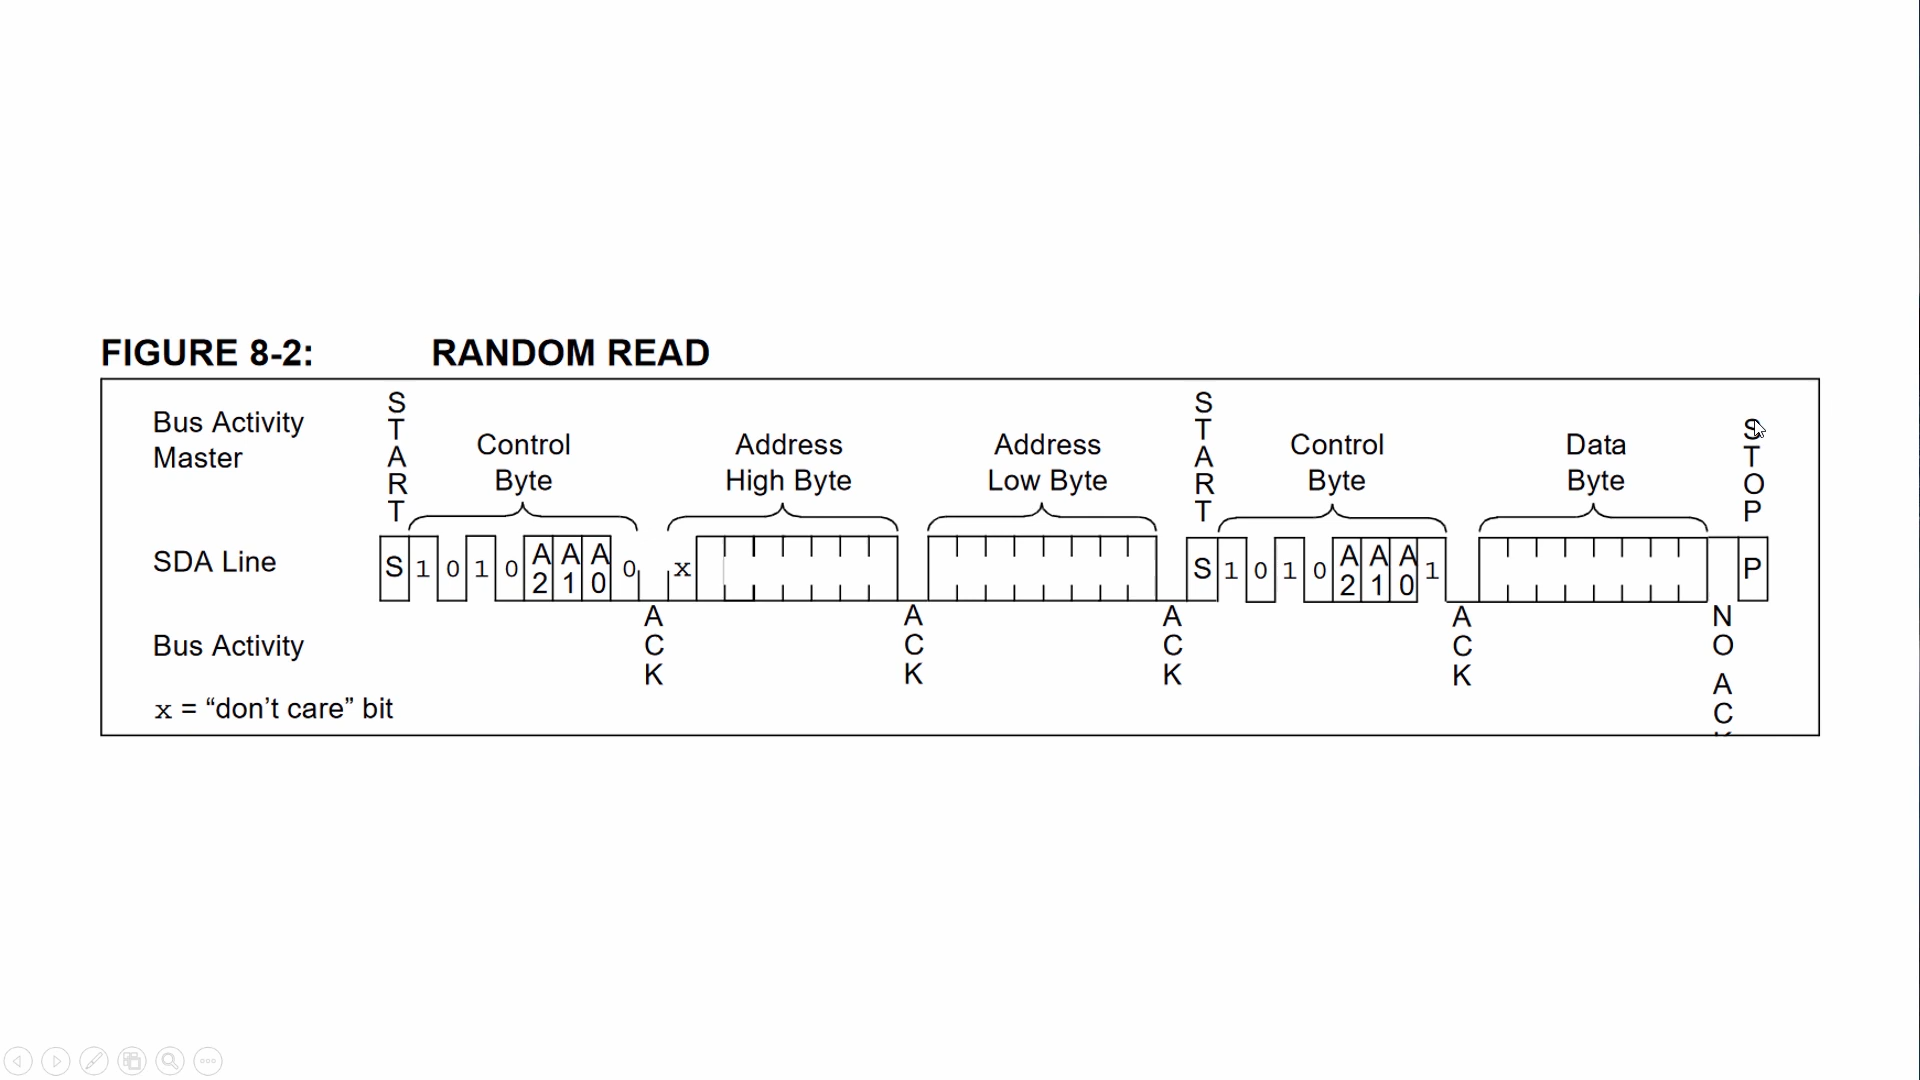 FIGURE 8-2: RANDOM READ
Bus Activity
Master
START
Control
Byte
Address
High Byte
Address
Low Byte
START
Control
Byte
Data
Byte
STOP
SDA Line
S 1 0 1 0 A2 A1 A0 0 x S 1 0 1 0 A2 A1 A0 1 P
Bus Activity
ACK
ACK
ACK
ACK
NO ACK
x = “don’t care” bit